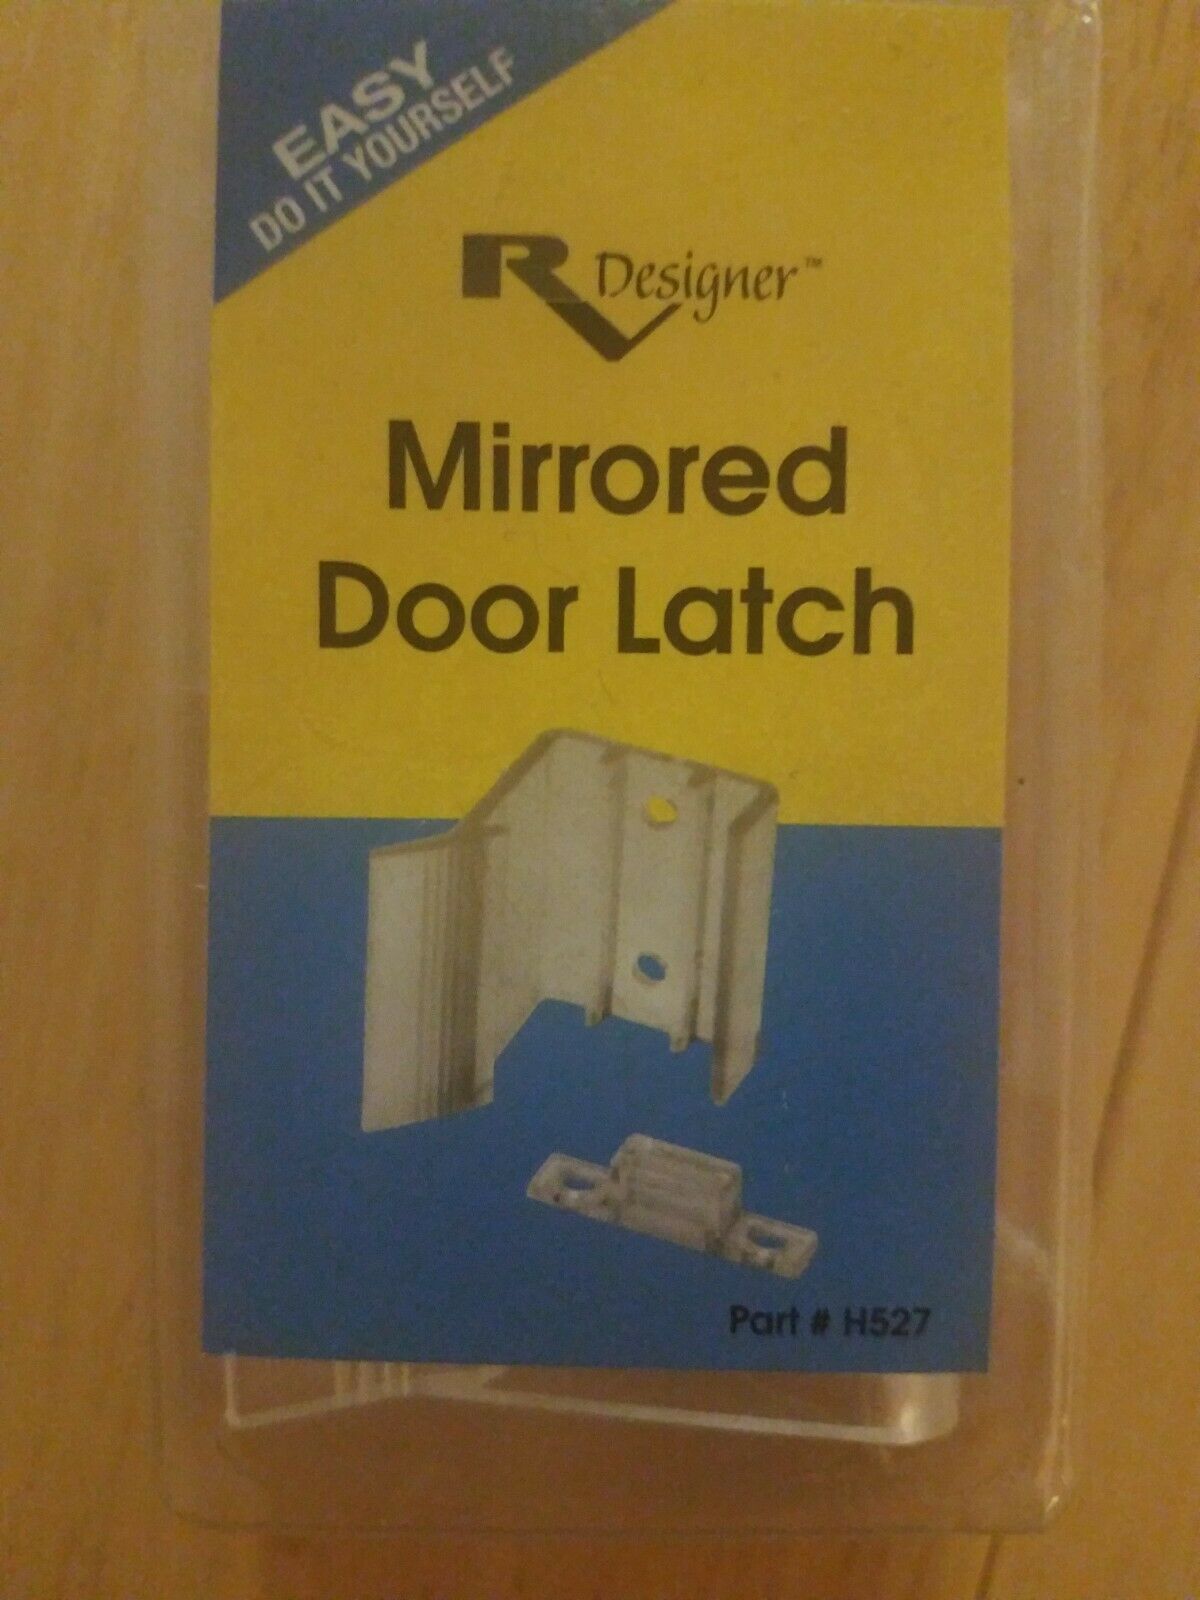 EASY
DO IT YOURSELF
RV Designer™
Mirrored
Door Latch
Part # H527